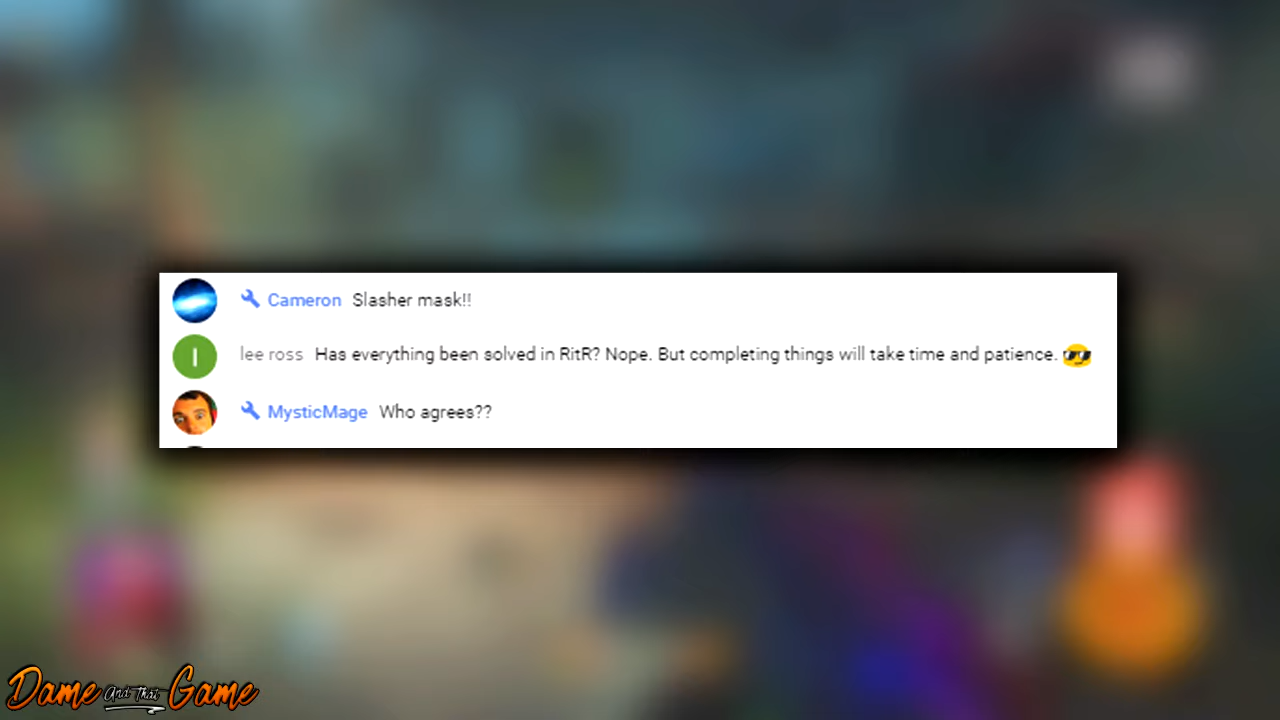 Cameron Slasher mask!!
l lee ross Has everything been solved in RitR? Nope. But completing things will take time and patience. 😎
MysticMage Who agrees??
Dame And That Game